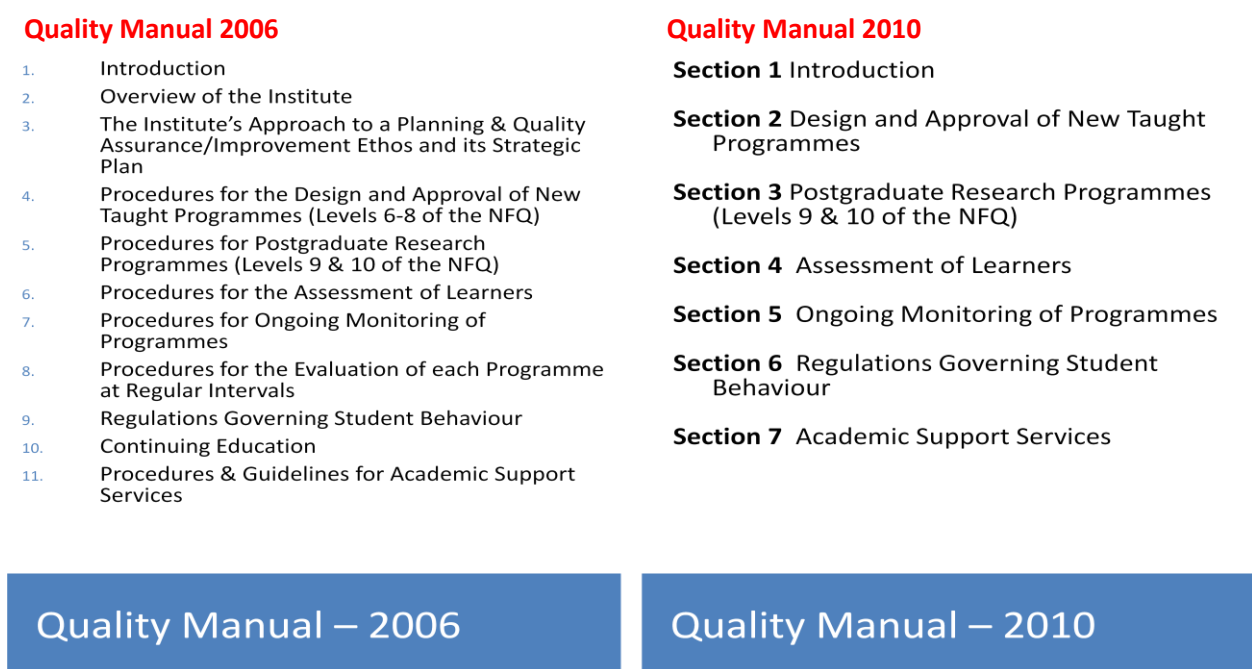 Quality Manual 2006
1. Introduction
2. Overview of the Institute
3. The Institute's Approach to a Planning & Quality
Assurance/Improvement Ethos and its Strategic
Plan
4. Procedures for the Design and Approval of New
Taught Programmes (Levels 6-8 of the NFQ)
5. Procedures for Postgraduate Research
Programmes (Levels 9 & 10 of the NFQ)
6. Procedures for the Assessment of Learners
7. Procedures for Ongoing Monitoring of
Programmes
8. Procedures for the Evaluation of each Programme
at Regular Intervals
9. Regulations Governing Student Behaviour
10. Continuing Education
11. Procedures & Guidelines for Academic Support
Services
Quality Manual – 2006
Quality Manual 2010
Section 1 Introduction
Section 2 Design and Approval of New Taught
Programmes
Section 3 Postgraduate Research Programmes
(Levels 9 & 10 of the NFQ)
Section 4 Assessment of Learners
Section 5 Ongoing Monitoring of Programmes
Section 6 Regulations Governing Student
Behaviour
Section 7 Academic Support Services
Quality Manual – 2010